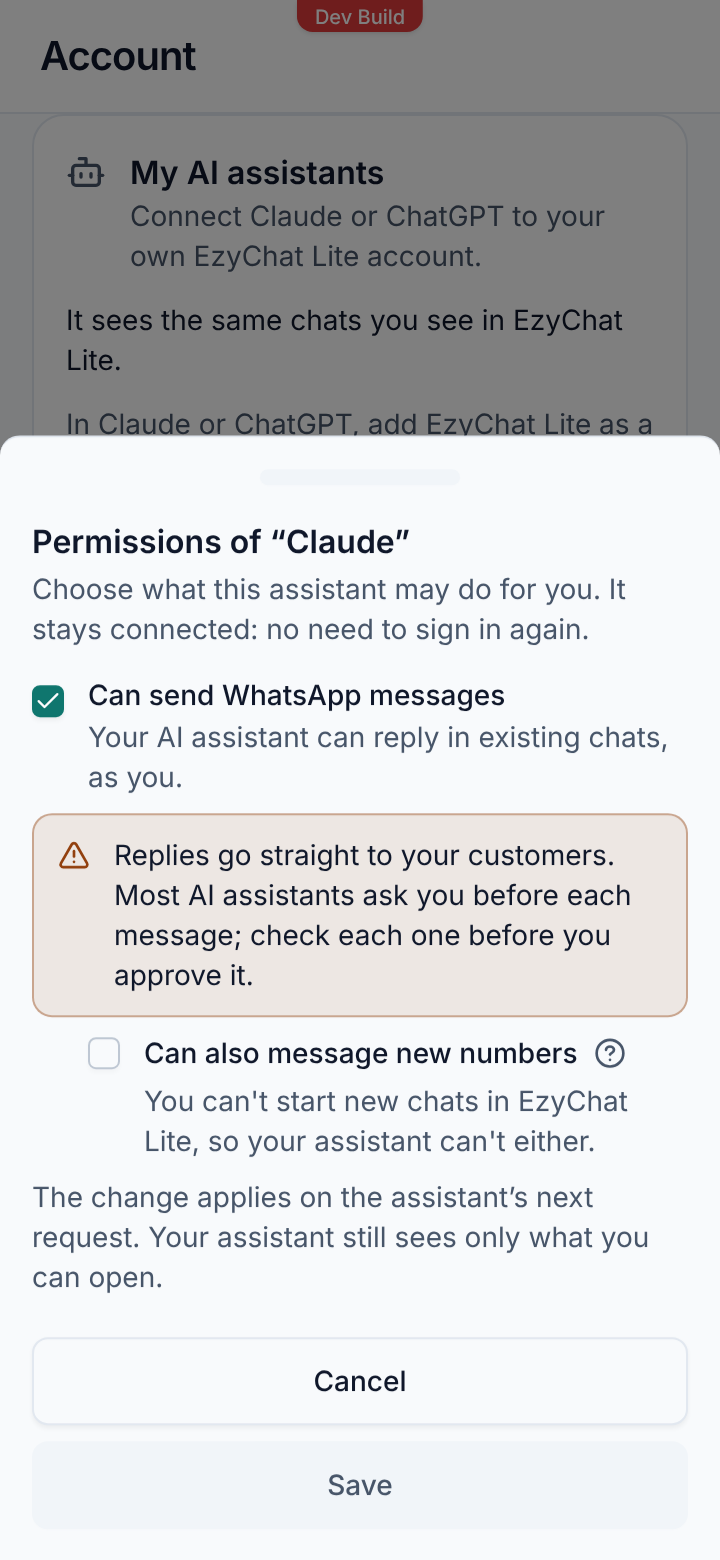 Dev Build
Account
My AI assistants
Connect Claude or ChatGPT to your
own EzyChat Lite account.
It sees the same chats you see in EzyChat
Lite.
In Claude or ChatGPT, add EzyChat Lite as a
Permissions of “Claude”
Choose what this assistant may do for you. It
stays connected: no need to sign in again.
Can send WhatsApp messages
Your AI assistant can reply in existing chats,
as you.
Replies go straight to your customers.
Most AI assistants ask you before each
message; check each one before you
approve it.
Can also message new numbers
You can't start new chats in EzyChat
Lite, so your assistant can't either.
The change applies on the assistant’s next
request. Your assistant still sees only what you
can open.
Cancel
Save